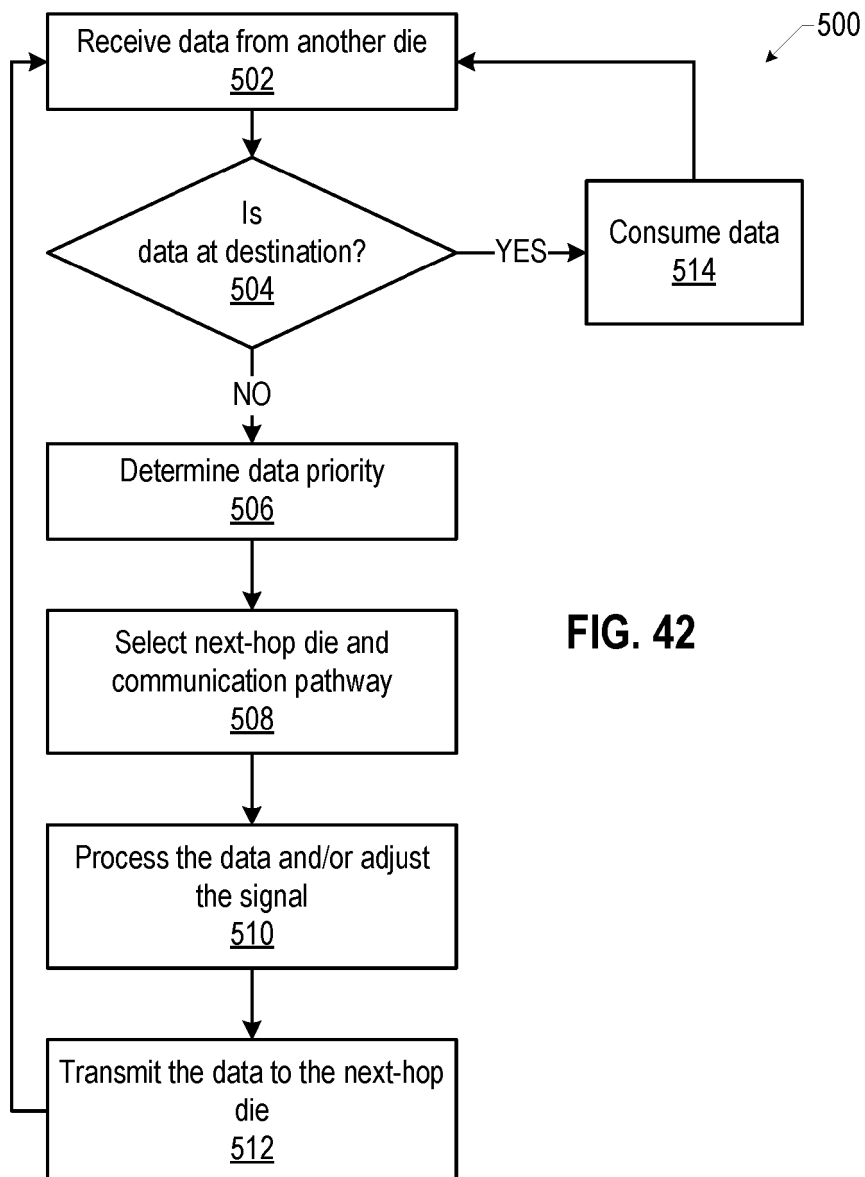 500
Receive data from another die
502
Is
data at destination?
504
YES
Consume data
514
NO
Determine data priority
506
Select next-hop die and
communication pathway
508
FIG. 42
Process the data and/or adjust
the signal
510
Transmit the data to the next-hop
die
512